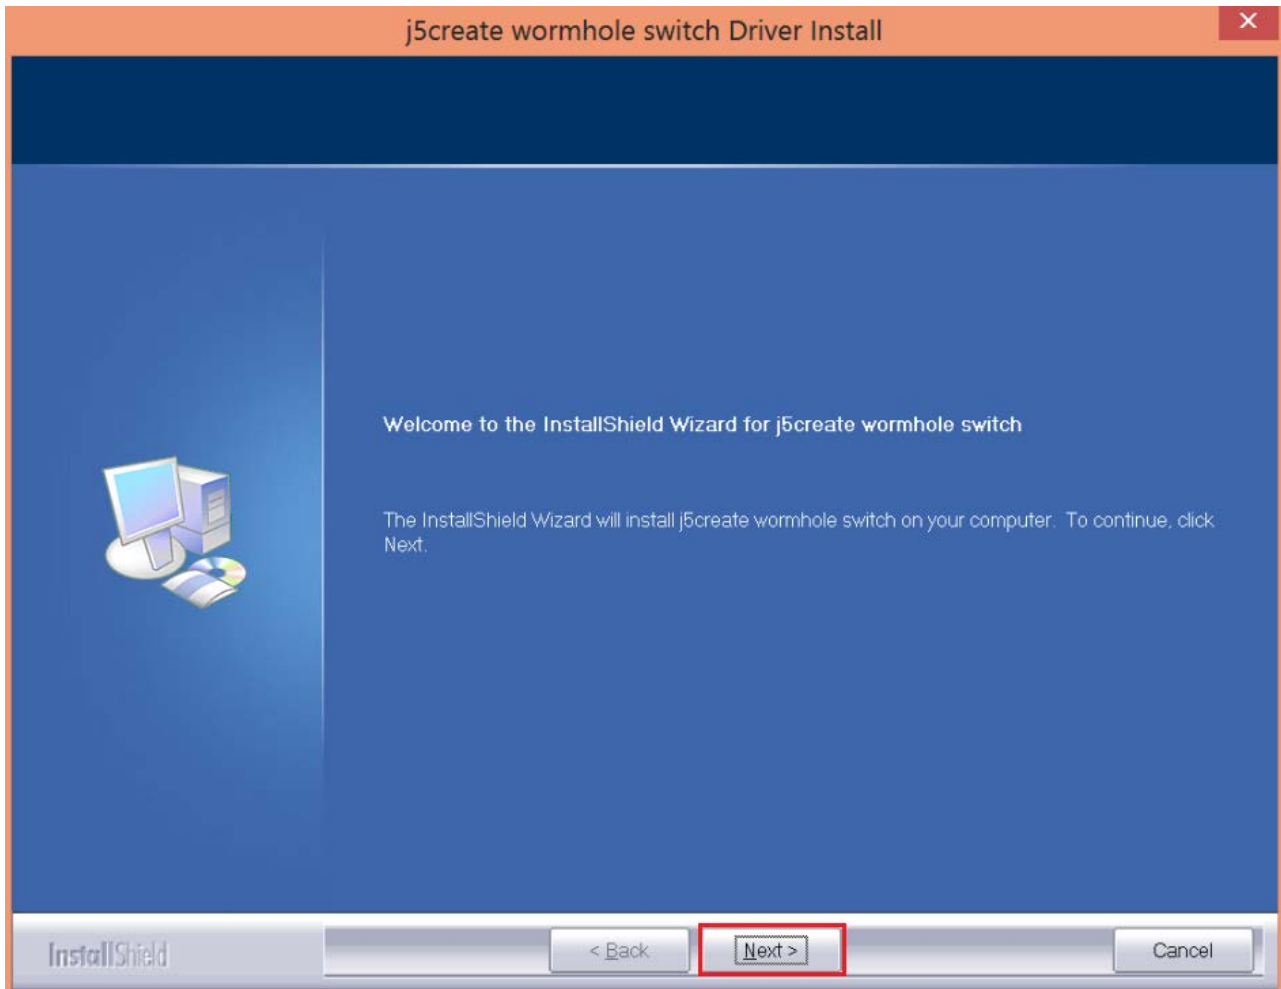 j5create wormhole switch Driver Install
Welcome to the InstallShield Wizard for j5create wormhole switch
The InstallShield Wizard will install j5create wormhole switch on your computer. To continue, click
Next.
InstallShield
< Back
Next >
Cancel